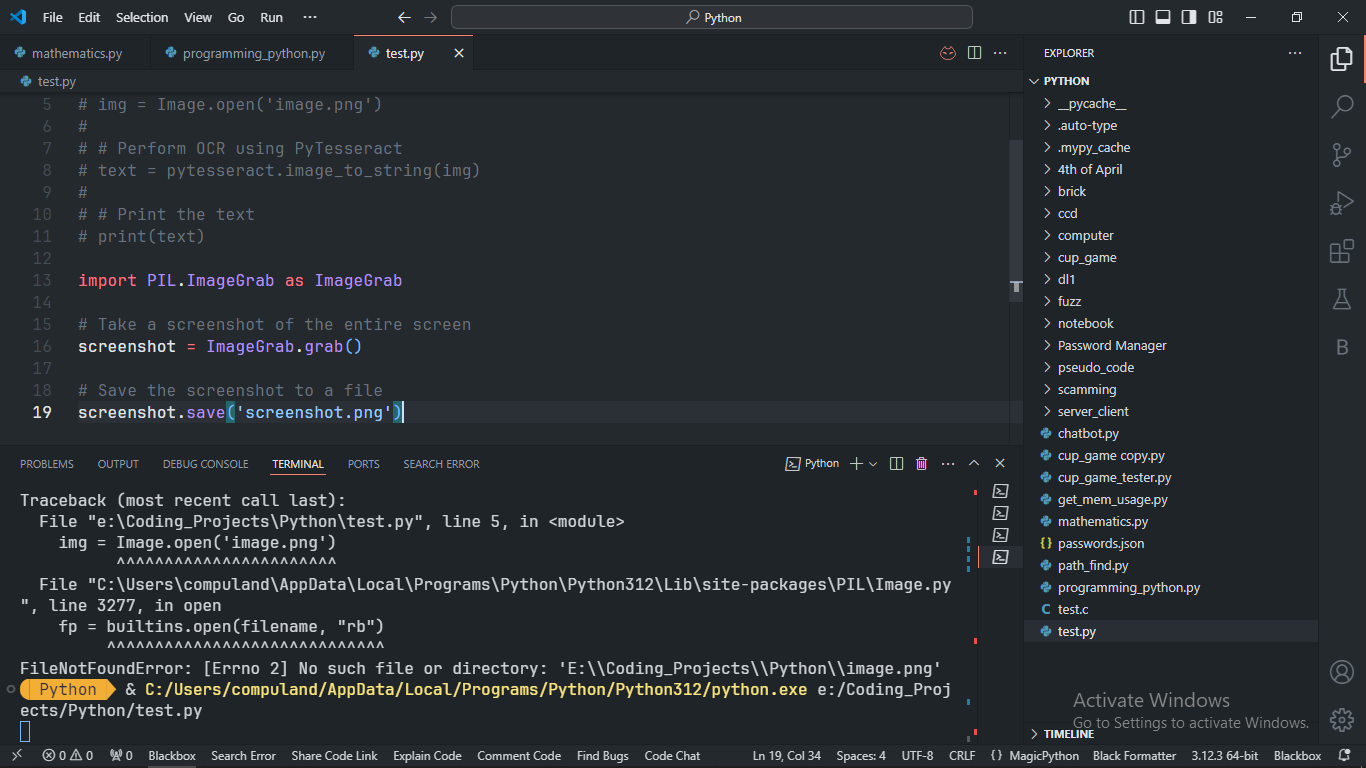 File Edit Selection View Go Run ··· Python
mathematics.py programming_python.py test.py
test.py
5 # img = Image.open('image.png')
6 #
7 # # Perform OCR using PyTesseract
8 # text = pytesseract.image_to_string(img)
9 #
10 # # Print the text
11 # print(text)
12
13 import PIL.ImageGrab as ImageGrab
14
15 # Take a screenshot of the entire screen
16 screenshot = ImageGrab.grab()
17
18 # Save the screenshot to a file
19 screenshot.save('screenshot.png')
PROBLEMS OUTPUT DEBUG CONSOLE TERMINAL PORTS SEARCH ERROR Python
Traceback (most recent call last):
File "e:\Coding_Projects\Python\test.py", line 5, in <module>
img = Image.open('image.png')
^^^^^^^^^^^^^^^^^^^^^^^
File "C:\Users\compuland\AppData\Local\Programs\Python\Python312\Lib\site-packages\PIL\Image.py
", line 3277, in open
fp = builtins.open(filename, "rb")
^^^^^^^^^^^^^^^^^^^^^^^^^^^^^
FileNotFoundError: [Errno 2] No such file or directory: 'E:\\Coding_Projects\\Python\\image.png'
Python & C:/Users/compuland/AppData/Local/Programs/Python/Python312/python.exe e:/Coding_Proj
ects/Python/test.py
EXPLORER
PYTHON
__pycache__
.auto-type
.mypy_cache
4th of April
brick
ccd
computer
cup_game
dl1
fuzz
notebook
Password Manager
pseudo_code
scamming
server_client
chatbot.py
cup_game copy.py
cup_game_tester.py
get_mem_usage.py
mathematics.py
{} passwords.json
path_find.py
programming_python.py
C test.c
test.py
B
Activate Windows
Go to Settings to activate Windows.
TIMELINE
0 0 0 Blackbox Search Error Share Code Link Explain Code Comment Code Find Bugs Code Chat Ln 19, Col 34 Spaces: 4 UTF-8 CRLF {} MagicPython Black Formatter 3.12.3 64-bit Blackbox